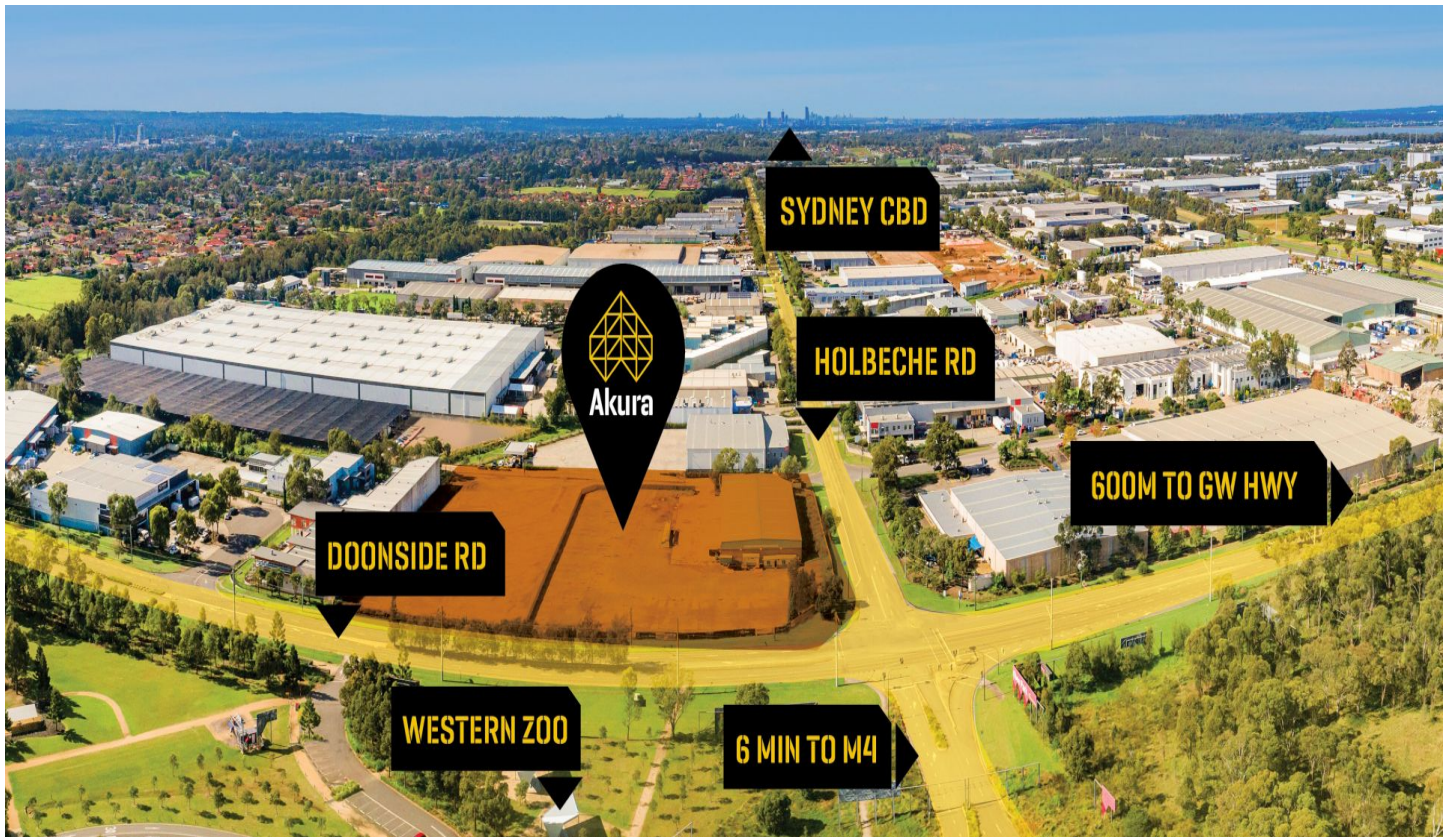 SYDNEY CBD
HOLBECHE RD
Akura
600M TO GW HWY
DOONSIDE RD
WESTERN ZOO
6 MIN TO M4